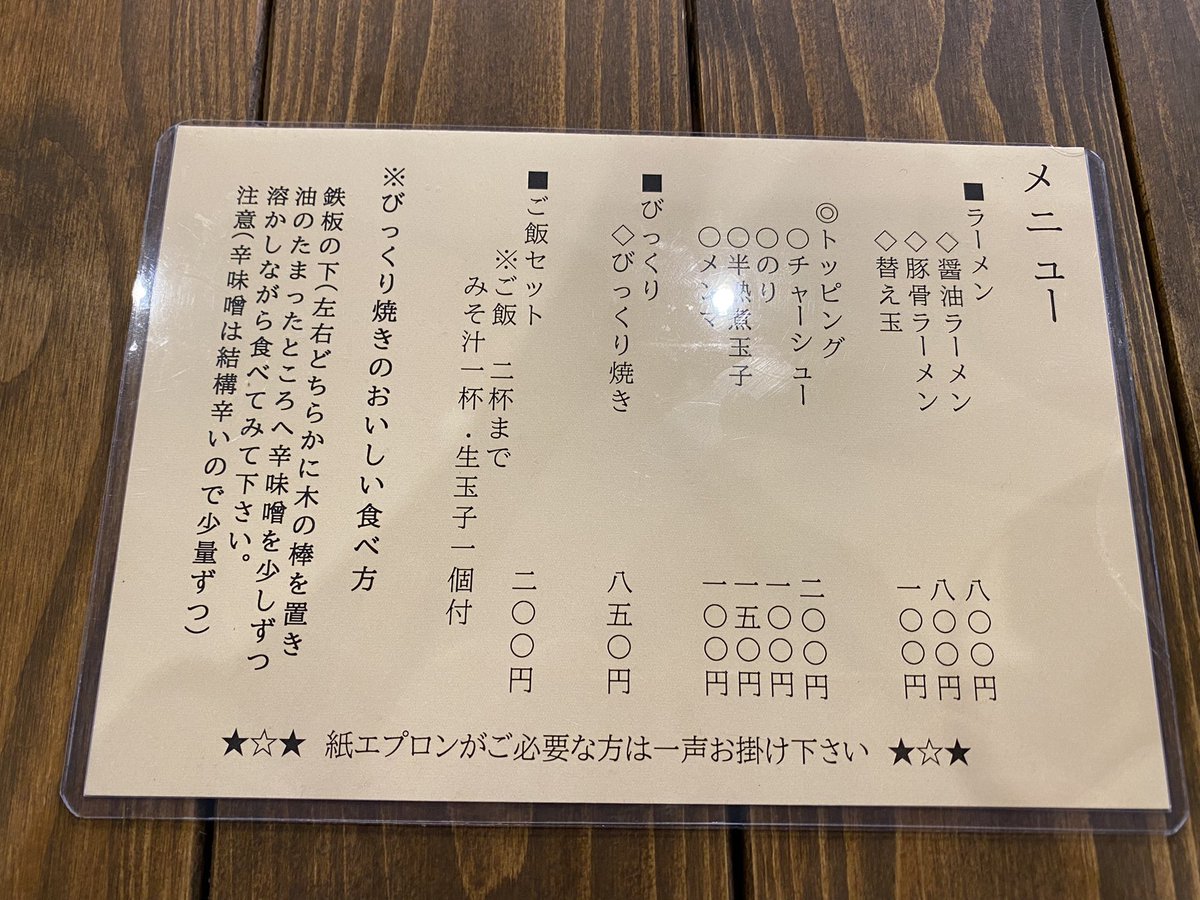 メニュー
■ラーメン
◇醤油ラーメン 八〇〇円
◇豚骨ラーメン 八〇〇円
◇替え玉 一〇〇円
◎トッピング
〇チャーシュー 二〇〇円
〇のり 一〇〇円
〇半熟煮玉子 一五〇円
〇メンマ 一〇〇円
■びっくり
◇びっくり焼き 八五〇円
■ご飯セット 二〇〇円
※ご飯 二杯まで
みそ汁一杯・生玉子一個付
※びっくり焼きのおいしい食べ方
鉄板の下(左右どちらかに木の棒を置き
油のたまったところへ辛味噌を少しずつ
溶かしながら食べてみて下さい。
注意(辛味噌は結構辛いので少量ずつ)
★☆★ 紙エプロンがご必要な方は一声お掛け下さい ★☆★